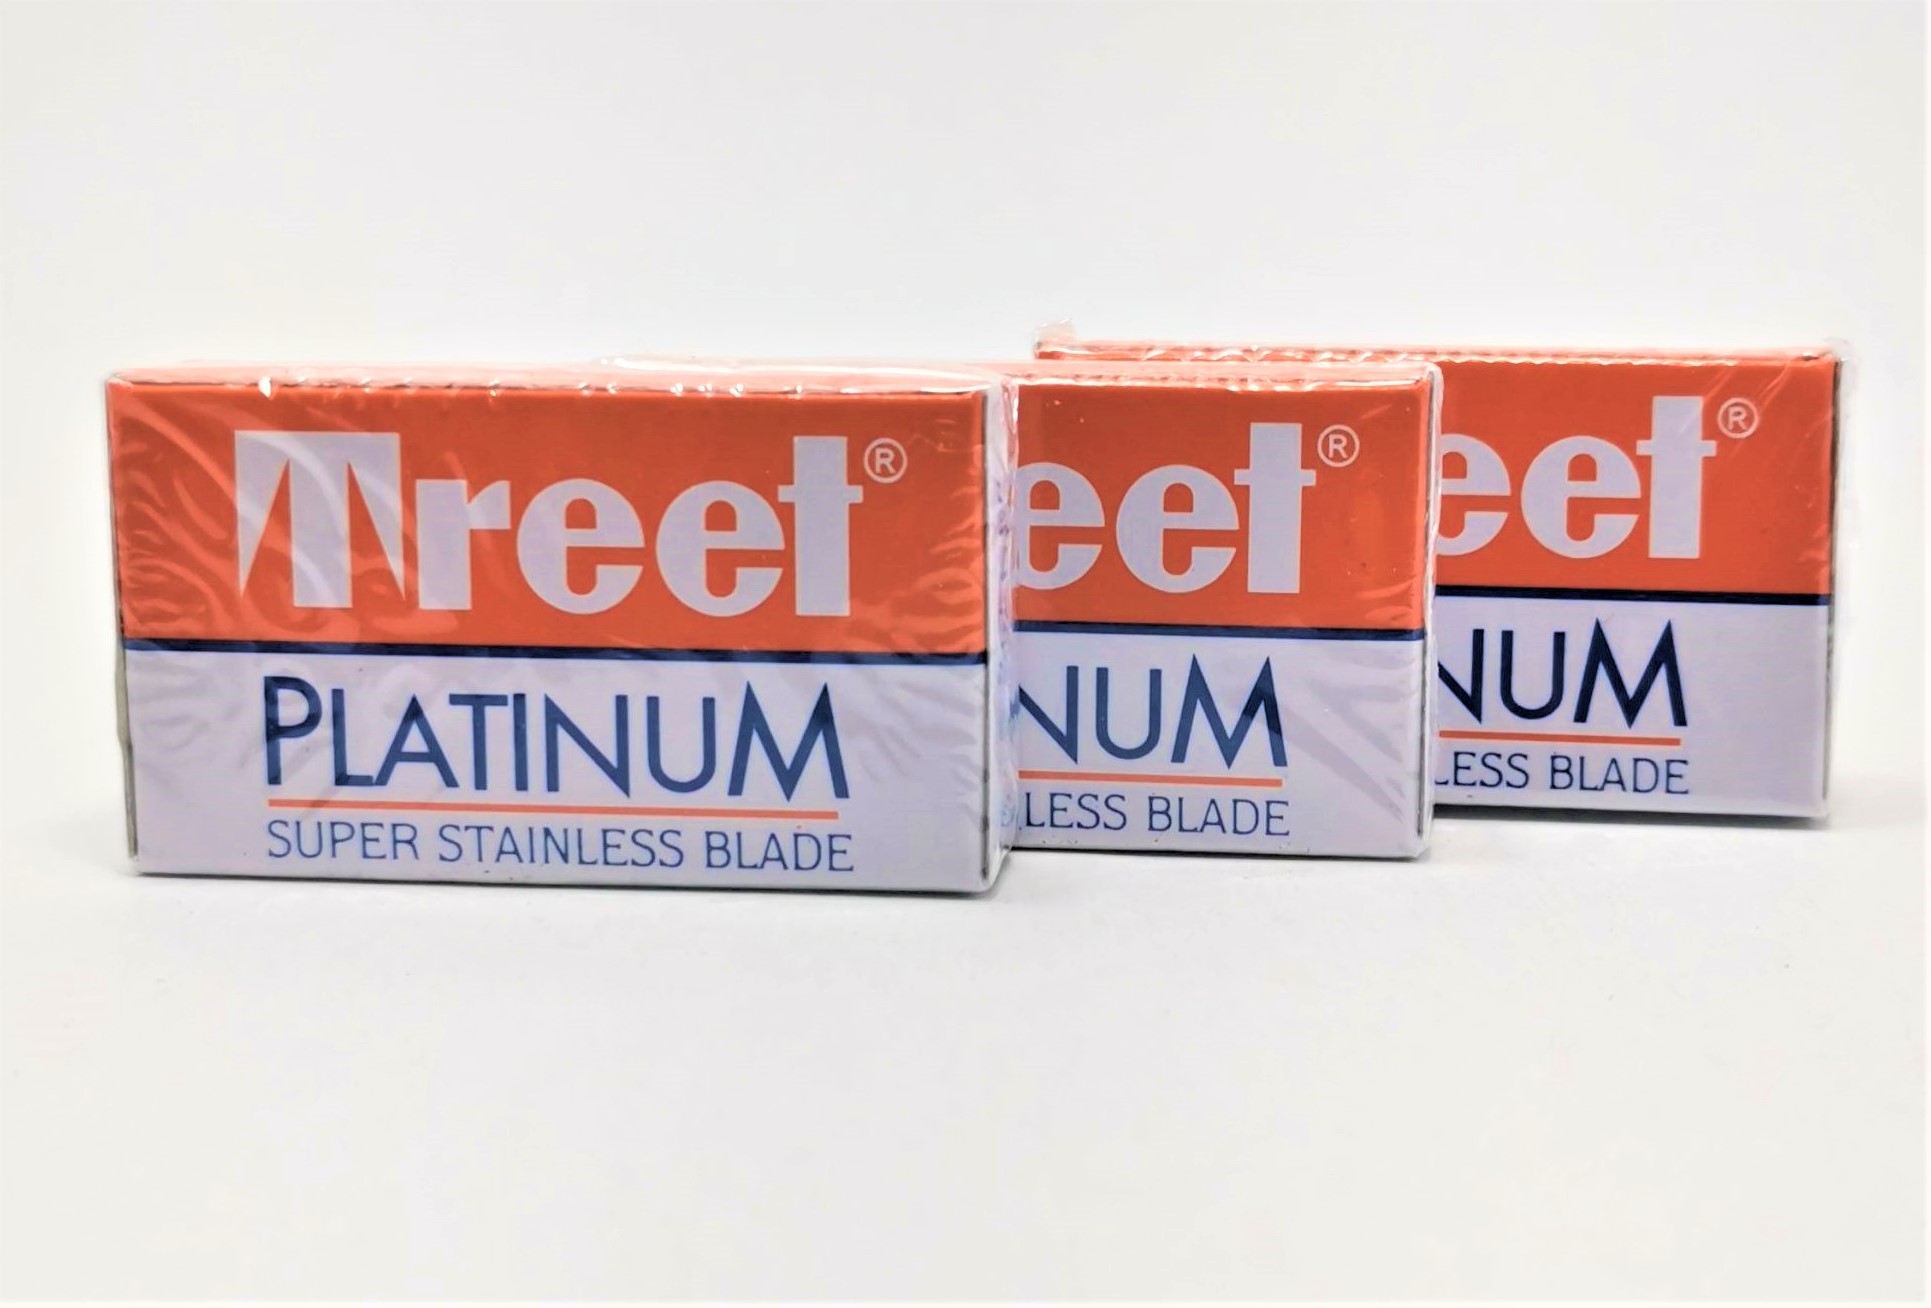 Treet®
PLATINUM
SUPER STAINLESS BLADE
eet®
NUM
LESS BLADE
eet®
NUM
LESS BLADE